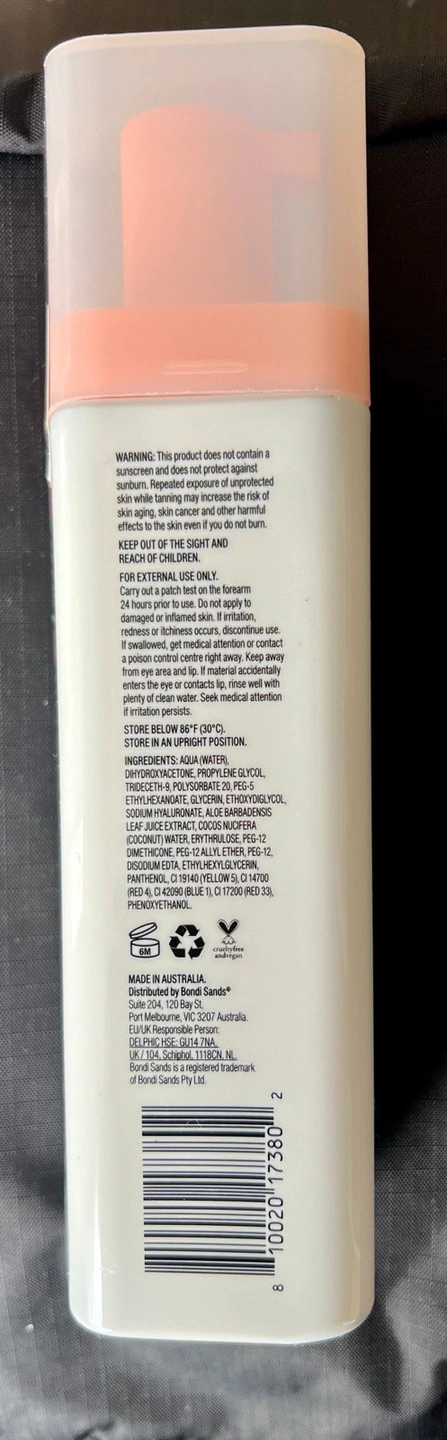 WARNING: This product does not contain a
sunscreen and does not protect against
sunburn. Repeated exposure of unprotected
skin while tanning may increase the risk of
skin aging, skin cancer and other harmful
effects to the skin even if you do not burn.
KEEP OUT OF THE SIGHT AND
REACH OF CHILDREN.
FOR EXTERNAL USE ONLY.
Carry out a patch test on the forearm
24 hours prior to use. Do not apply to
damaged or inflamed skin. If irritation,
redness or itchiness occurs, discontinue use.
If swallowed, get medical attention or contact
a poison control centre right away. Keep away
from eye area and lip. If material accidentally
enters the eye or contacts lip, rinse well with
plenty of clean water. Seek medical attention
if irritation persists.
STORE BELOW 86°F (30°C).
STORE IN AN UPRIGHT POSITION.
INGREDIENTS: AQUA (WATER),
DIHYDROXYACETONE, PROPYLENE GLYCOL,
TRIDECETH-9, POLYSORBATE 20, PEG-5
ETHYLHEXANOATE, GLYCERIN, ETHOXYDIGLYCOL,
SODIUM HYALURONATE, ALOE BARBADENSIS
LEAF JUICE EXTRACT, COCOS NUCIFERA
(COCONUT) WATER, ERYTHRULOSE, PEG-12
DIMETHICONE, PEG-12 ALLYL ETHER, PEG-12,
DISODIUM EDTA, ETHYLHEXYLGLYCERIN,
PANTHENOL, CI 19140 (YELLOW 5), CI 14700
(RED 4), CI 42090 (BLUE 1), CI 17200 (RED 33),
PHENOXYETHANOL.
6M
crueltyfree
andvegan
MADE IN AUSTRALIA.
Distributed by Bondi Sands®
Suite 204, 120 Bay St,
Port Melbourne, VIC 3207 Australia.
EU/UK Responsible Person:
DELPHIC HSE: GU14 7NA,
UK / 104, Schiphol, 1118CN, NL.
Bondi Sands is a registered trademark
of Bondi Sands Pty Ltd.
8 10020 17380 2